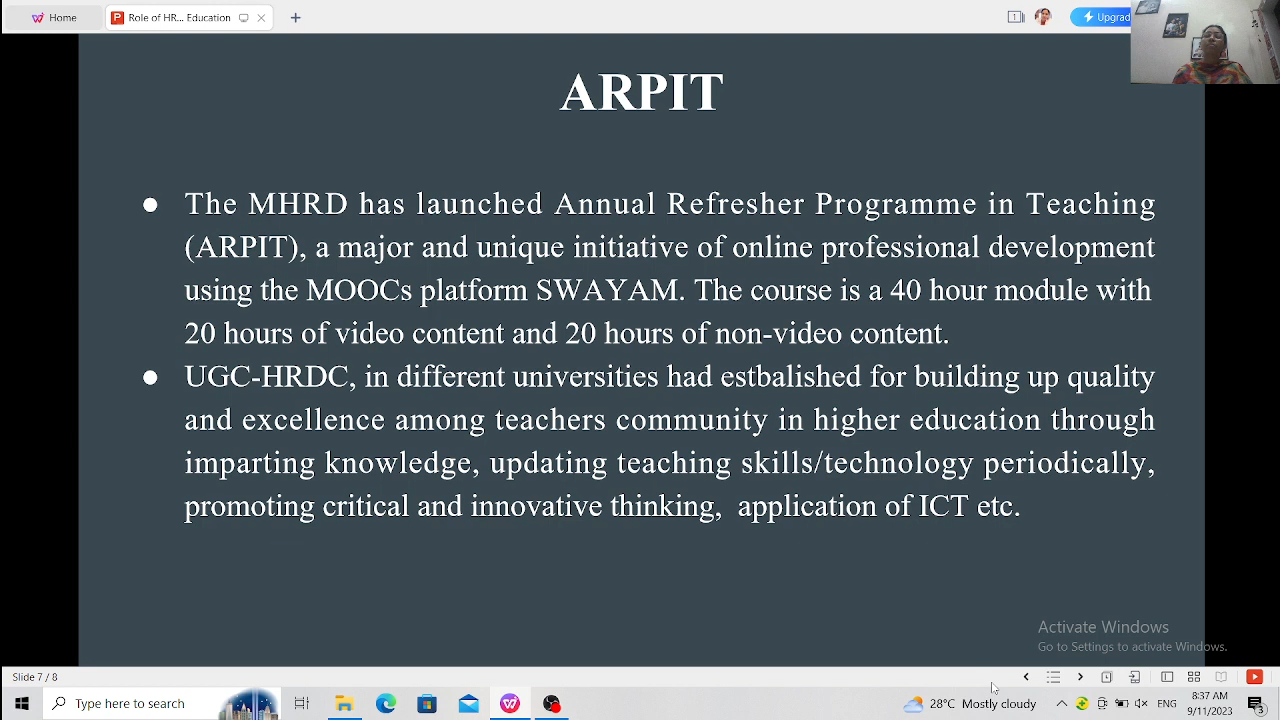 Home
Role of HR... Education
1
Upgrad
ARPIT
● The MHRD has launched Annual Refresher Programme in Teaching
(ARPIT), a major and unique initiative of online professional development
using the MOOCs platform SWAYAM. The course is a 40 hour module with
20 hours of video content and 20 hours of non-video content.
● UGC-HRDC, in different universities had estbalished for building up quality
and excellence among teachers community in higher education through
imparting knowledge, updating teaching skills/technology periodically,
promoting critical and innovative thinking, application of ICT etc.
Activate Windows
Go to Settings to activate Windows.
Slide 7 / 8
Type here to search
28°C Mostly cloudy
ENG
8:37 AM
9/11/2023
3